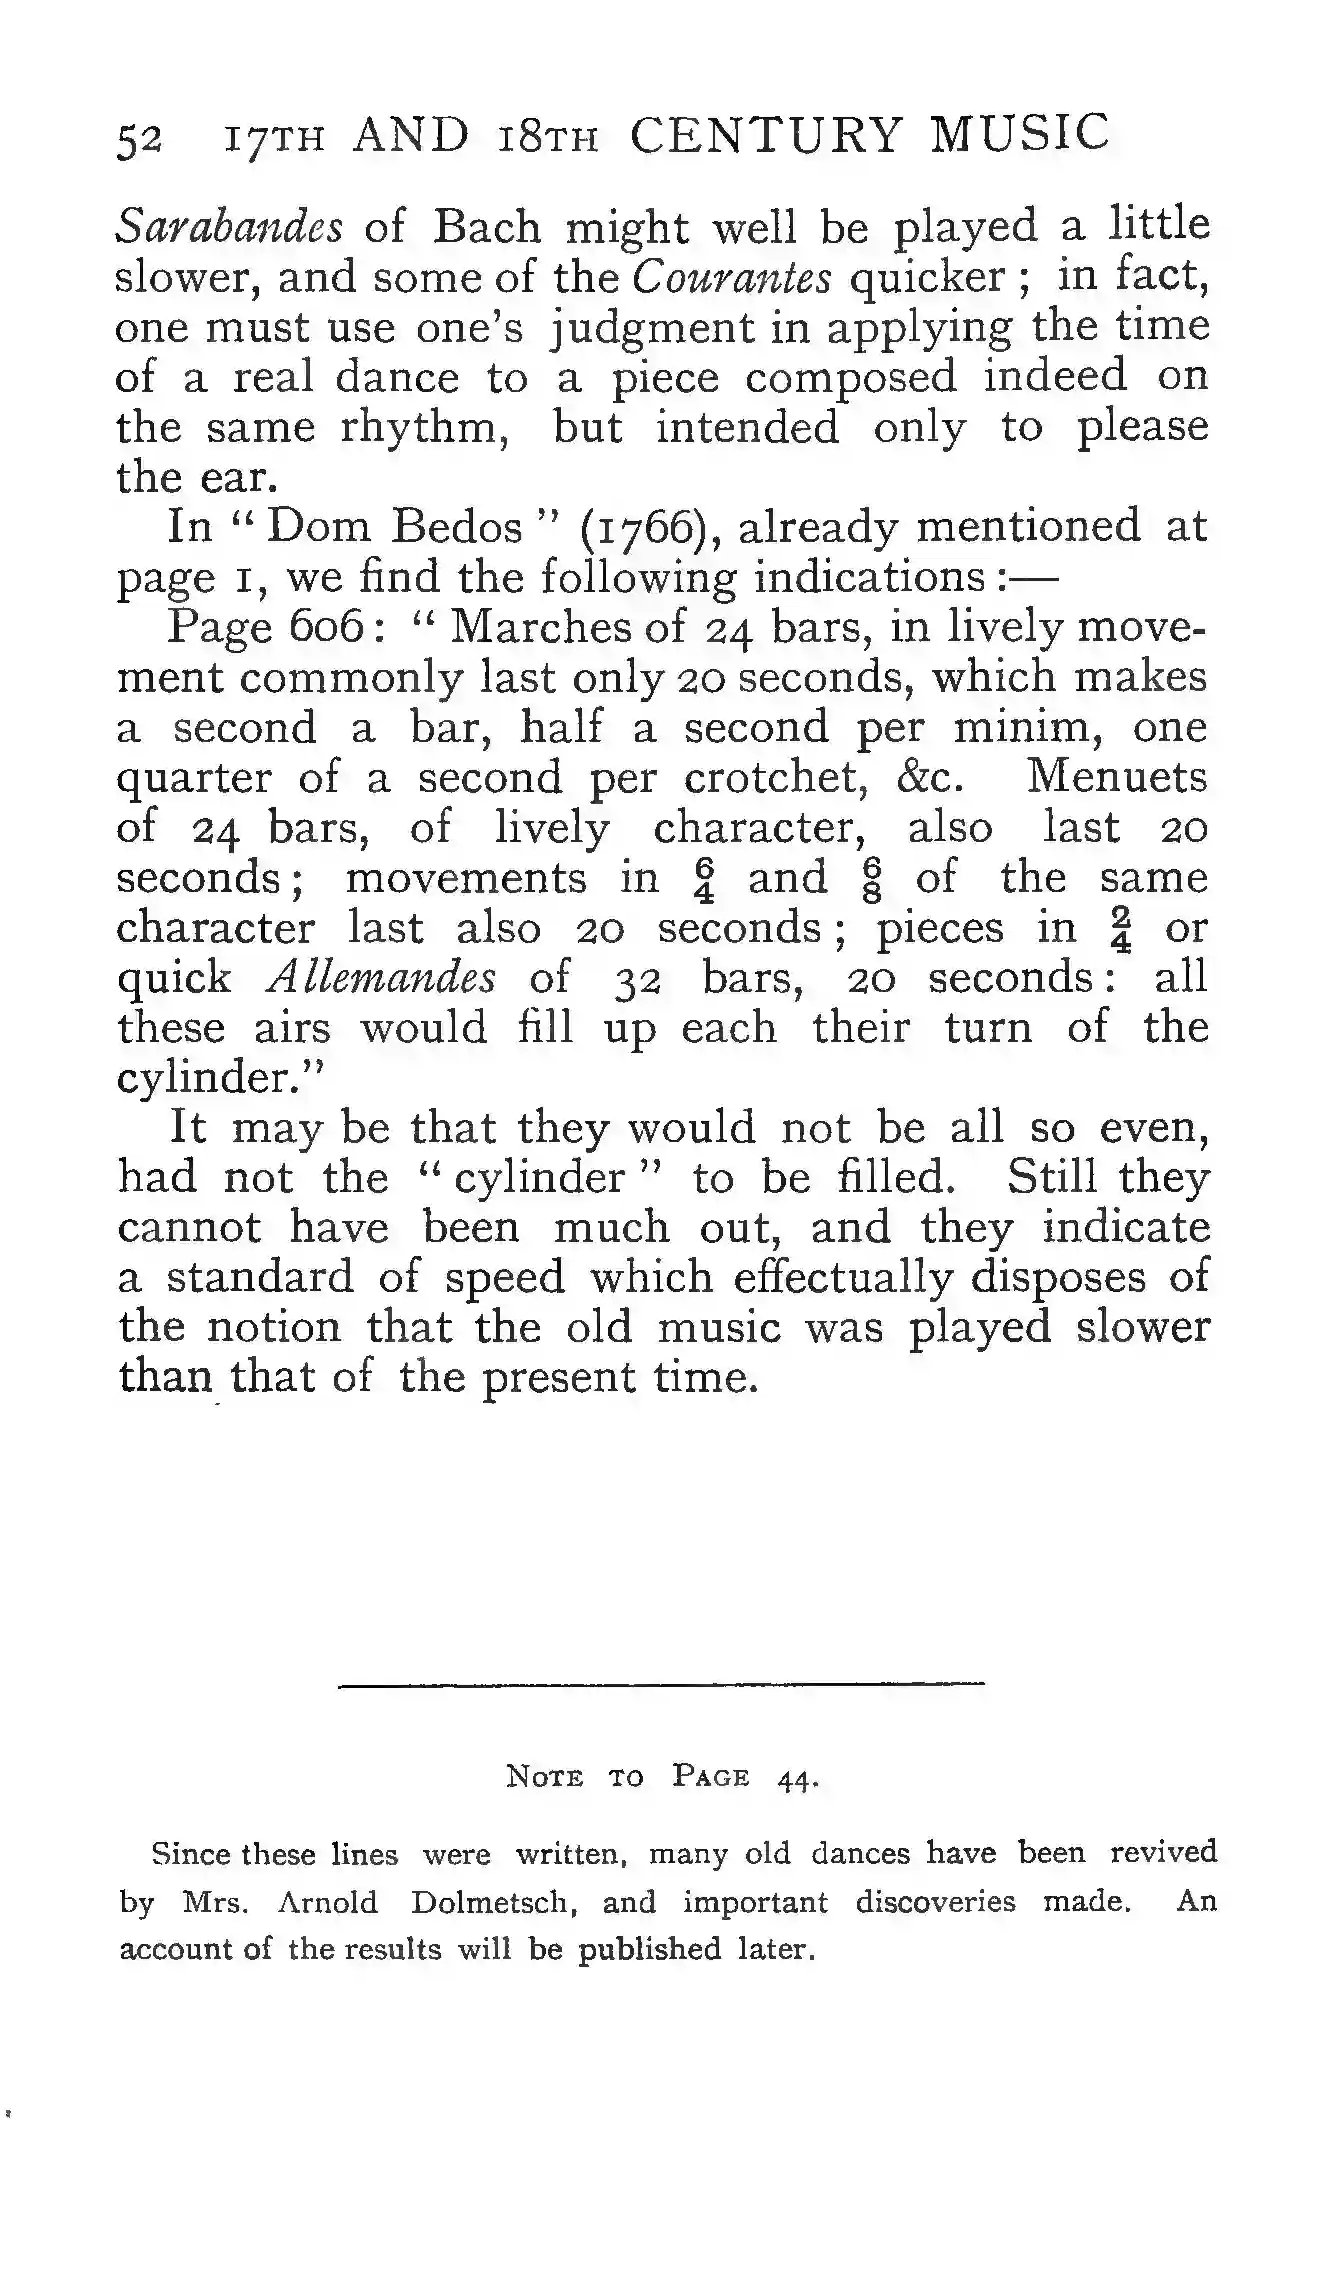 52 17TH AND 18TH CENTURY MUSIC
Sarabandes of Bach might well be played a little
slower, and some of the Courantes quicker ; in fact,
one must use one's judgment in applying the time
of a real dance to a piece composed indeed on
the same rhythm, but intended only to please
the ear.
In “ Dom Bedos ” (1766), already mentioned at
page 1, we find the following indications :—
Page 606 : “ Marches of 24 bars, in lively move-
ment commonly last only 20 seconds, which makes
a second a bar, half a second per minim, one
quarter of a second per crotchet, &c. Menuets
of 24 bars, of lively character, also last 20
seconds ; movements in 6/4 and 6/8 of the same
character last also 20 seconds ; pieces in 2/4 or
quick Allemandes of 32 bars, 20 seconds : all
these airs would fill up each their turn of the
cylinder.”
It may be that they would not be all so even,
had not the “ cylinder ” to be filled. Still they
cannot have been much out, and they indicate
a standard of speed which effectually disposes of
the notion that the old music was played slower
than that of the present time.
NOTE TO PAGE 44.
Since these lines were written, many old dances have been revived
by Mrs. Arnold Dolmetsch, and important discoveries made. An
account of the results will be published later.